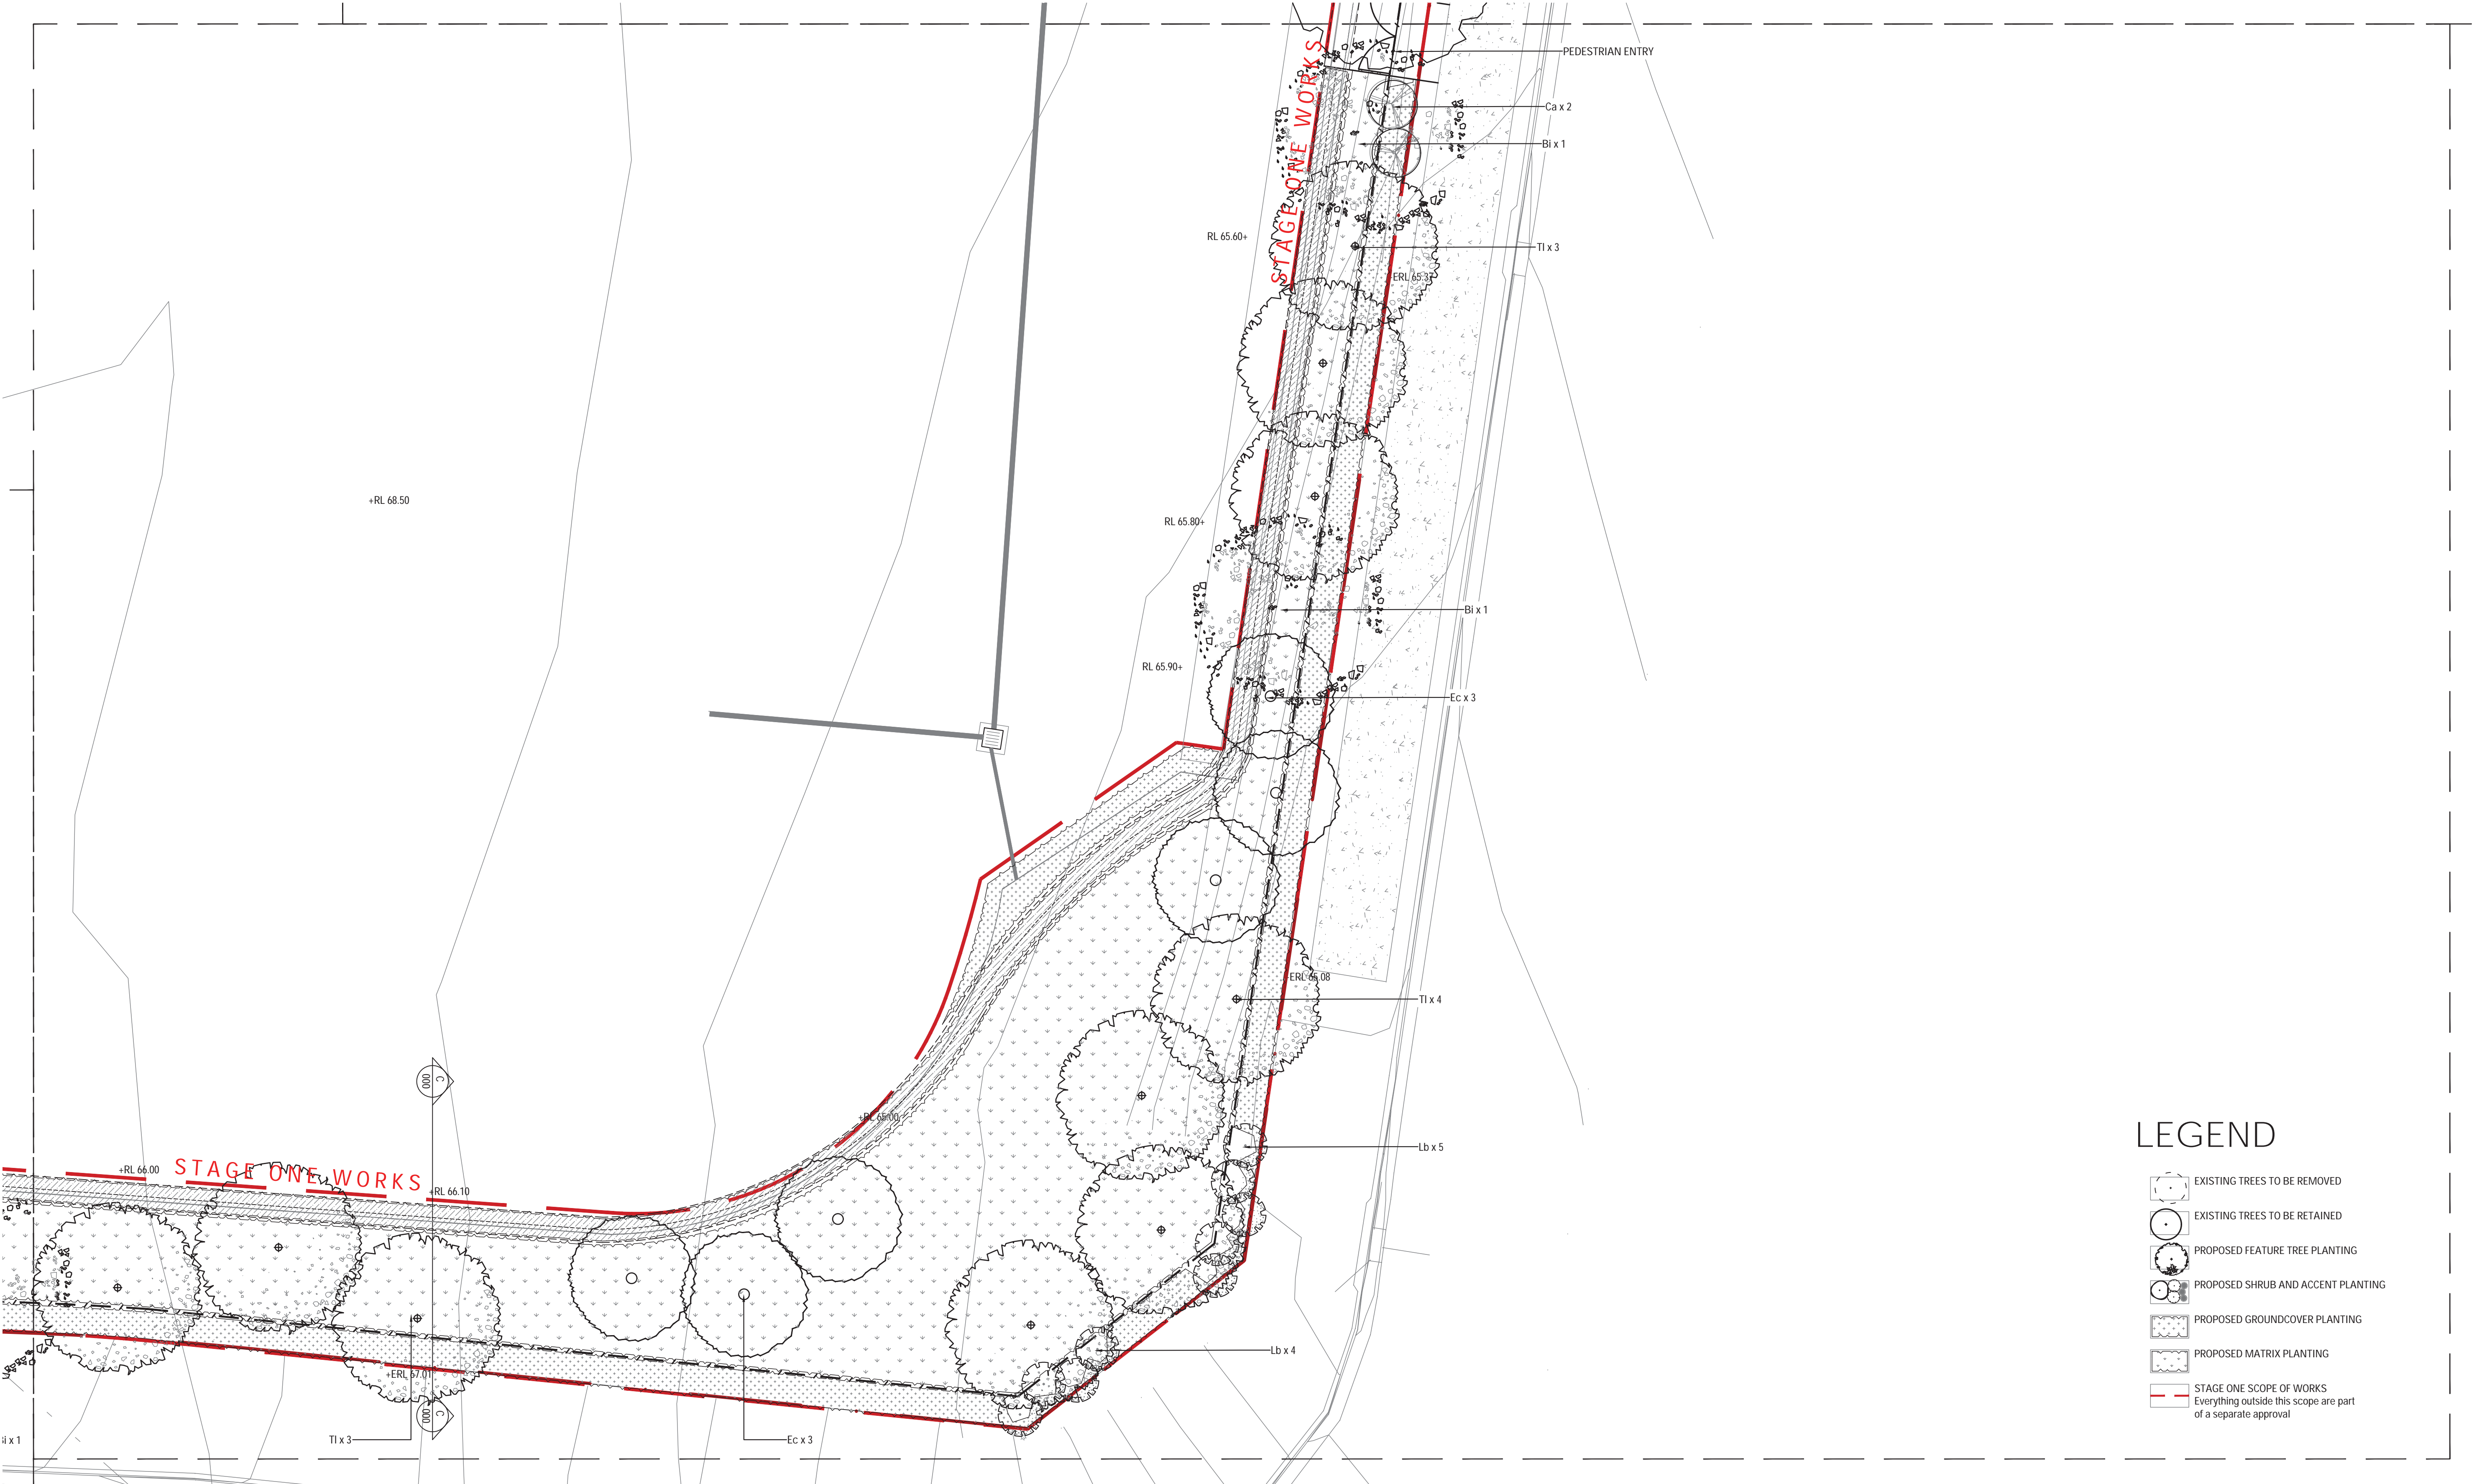 PEDESTRIAN ENTRY
STAGE ONE WORKS
Ca x 2
Bi x 1
RL 65.60+
Tl x 3
ERL 65.37
+RL 68.50
RL 65.80+
Bi x 1
RL 65.90+
Ec x 3
ERL 65.08
Tl x 4
C
000
+RL 65.00
Lb x 5
+RL 66.00
STAGE ONE WORKS
+RL 66.10
Lb x 4
+ERL 67.01
C
000
x 1
Tl x 3
Ec x 3
LEGEND
EXISTING TREES TO BE REMOVED
EXISTING TREES TO BE RETAINED
PROPOSED FEATURE TREE PLANTING
PROPOSED SHRUB AND ACCENT PLANTING
PROPOSED GROUNDCOVER PLANTING
PROPOSED MATRIX PLANTING
STAGE ONE SCOPE OF WORKS
Everything outside this scope are part
of a separate approval